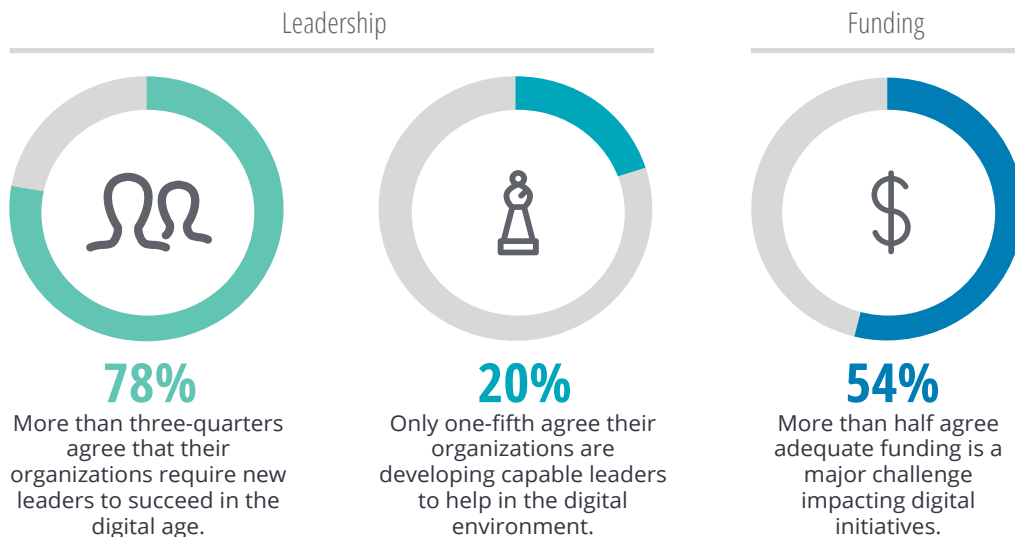 Leadership
Funding
78%
More than three-quarters
agree that their
organizations require new
leaders to succeed in the
digital age.
20%
Only one-fifth agree their
organizations are
developing capable leaders
to help in the digital
environment.
$
54%
More than half agree
adequate funding is a
major challenge
impacting digital
initiatives.